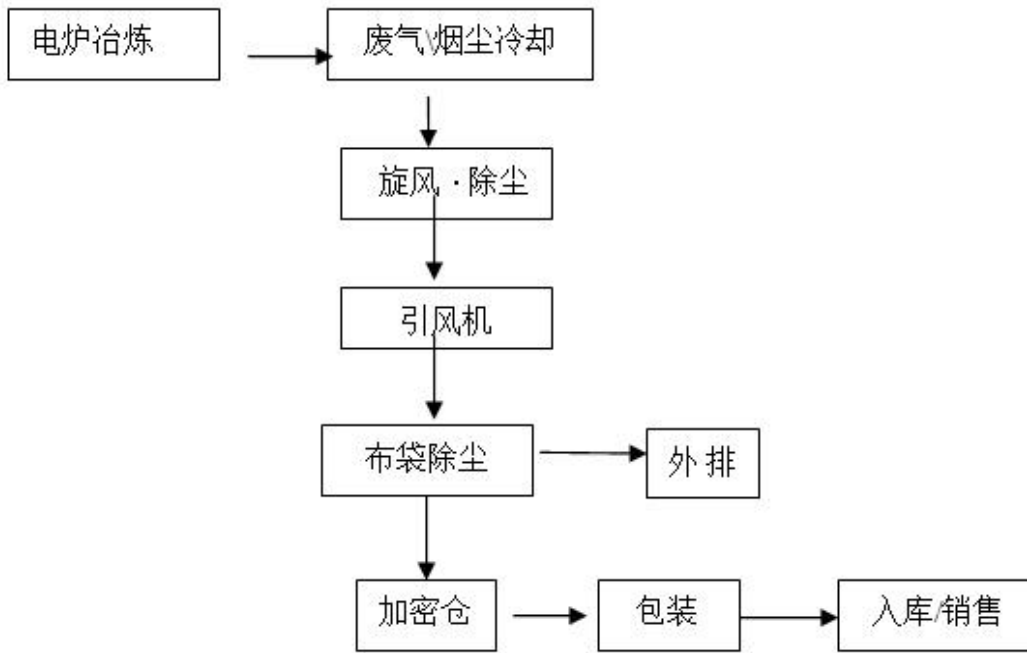 电炉冶炼
废气\烟尘冷却
旋风·除尘
引风机
布袋除尘
外 排
加密仓
包装
入库/销售